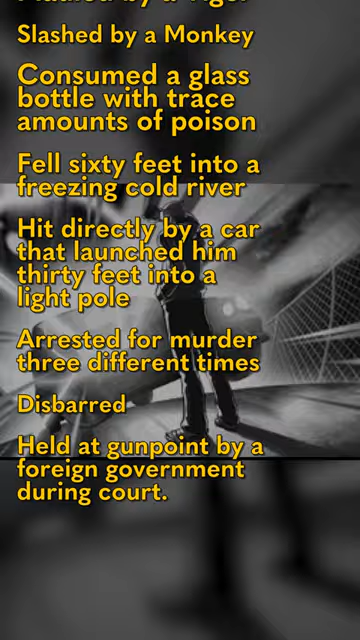 Slashed by a Monkey
Consumed a glass
bottle with trace
amounts of poison
Fell sixty feet into a
freezing cold river
Hit directly by a car
that launched him
thirty feet into a
light pole
Arrested for murder
three different times
Disbarred
Held at gunpoint by a
foreign government
during court.